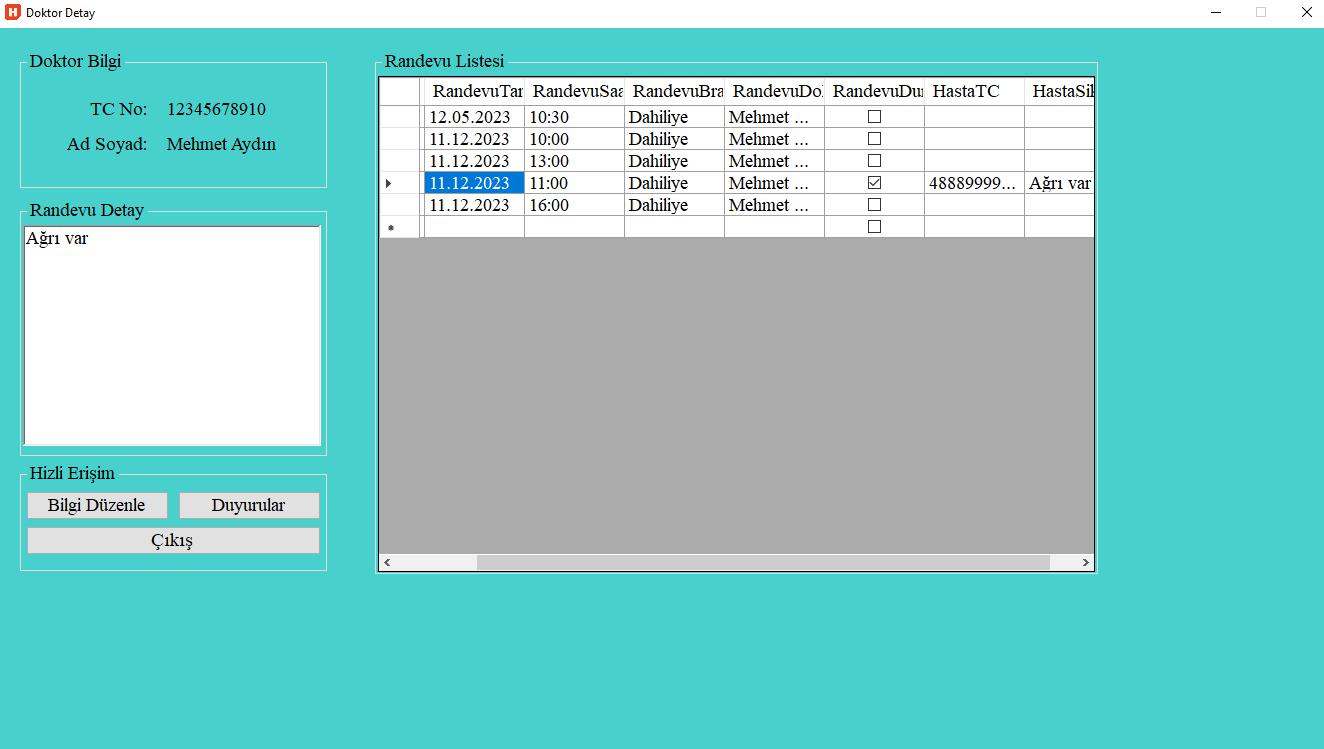 H Doktor Detay
Doktor Bilgi
TC No: 12345678910
Ad Soyad: Mehmet Aydın
Randevu Detay
Ağrı var
Hizli Erişim
Bilgi Düzenle Duyurular
Çıkış
Randevu Listesi
RandevuTar RandevuSaa RandevuBra RandevuDo RandevuDu HastaTC HastaSik
12.05.2023 10:30 Dahiliye Mehmet ...
11.12.2023 10:00 Dahiliye Mehmet ...
11.12.2023 13:00 Dahiliye Mehmet ...
11.12.2023 11:00 Dahiliye Mehmet ... 48889999... Ağrı var
11.12.2023 16:00 Dahiliye Mehmet ...